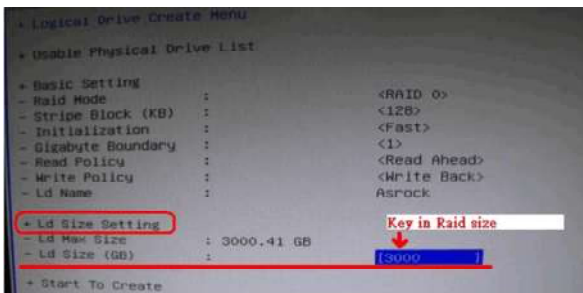 + Logical Drive Create Menu
+ Usable Physical Drive List
+ Basic Setting
- Raid Mode : <RAID 0>
- Stripe Block (KB) : <128>
- Initialization : <Fast>
- Gigabyte Boundary : <1>
- Read Policy : <Read Ahead>
- Write Policy : <Write Back>
- Ld Name : Asrock
+ Ld Size Setting
Key in Raid size
- Ld Max Size : 3000.41 GB
- Ld Size (GB) : [3000 ]
+ Start To Create